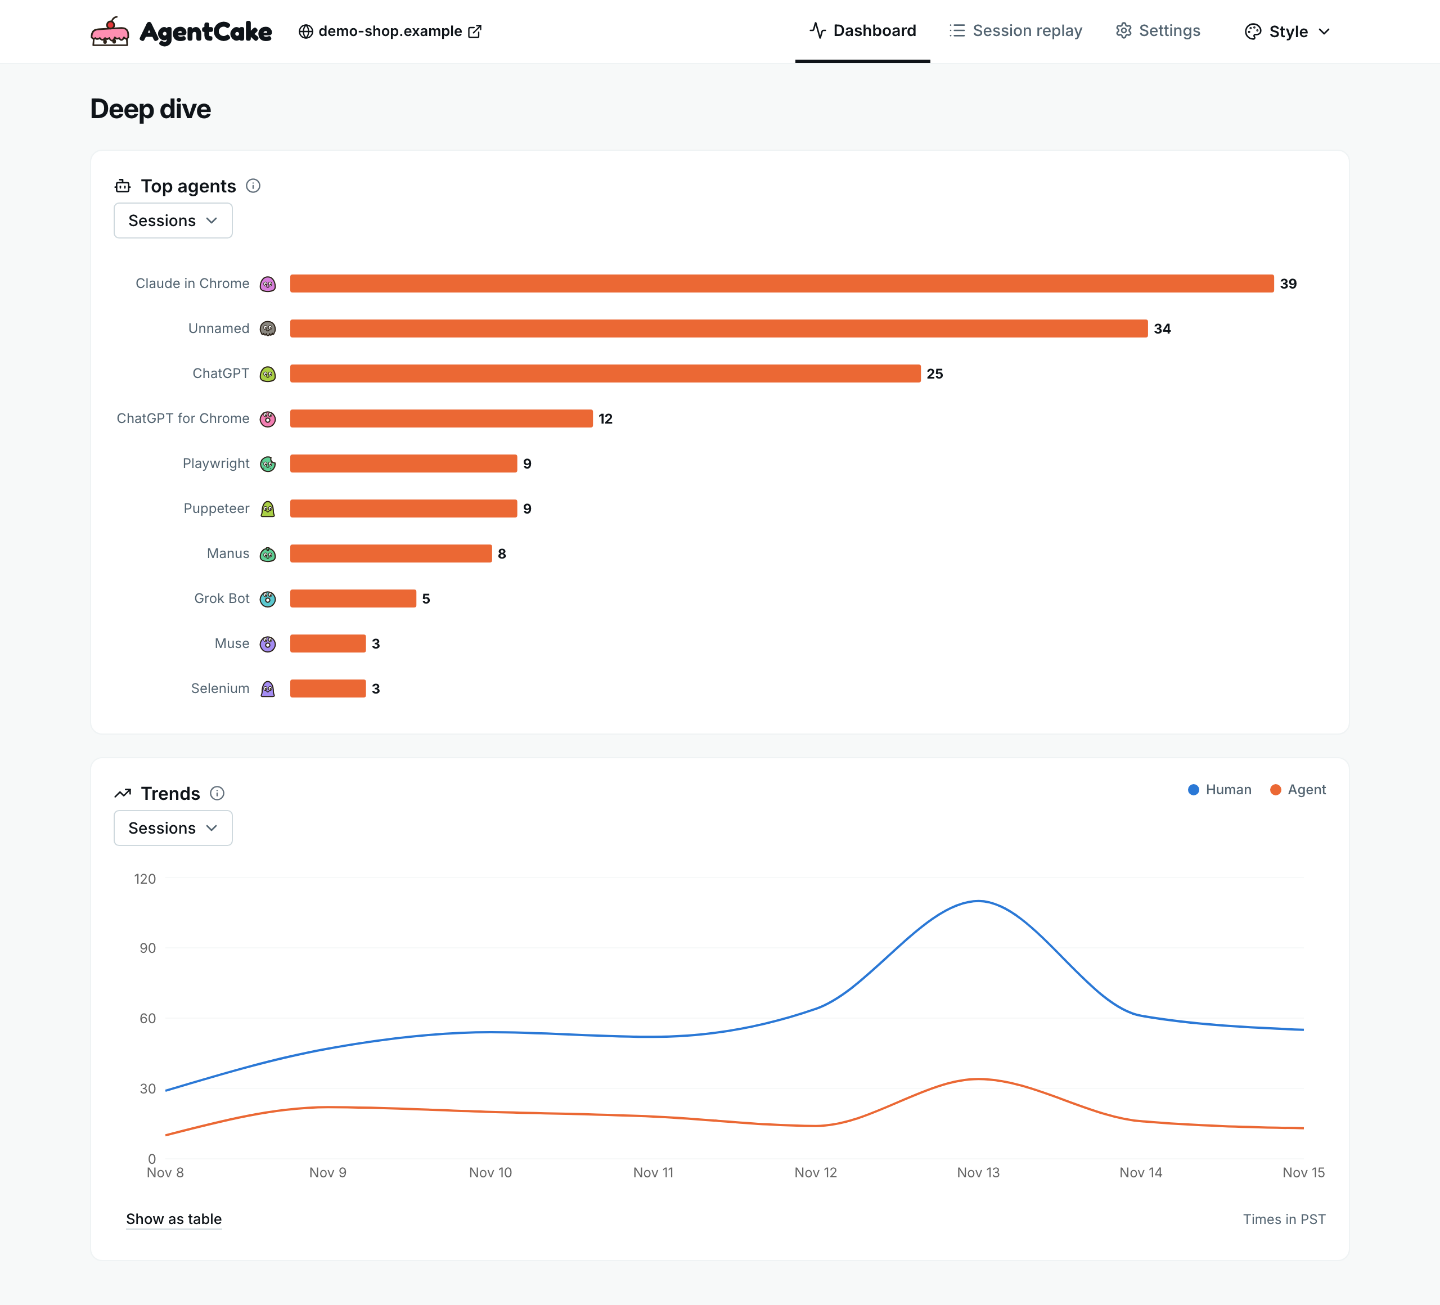 AgentCake
demo-shop.example
Dashboard
Session replay
Settings
Style
Deep dive
Top agents
Sessions
Claude in Chrome 39
Unnamed 34
ChatGPT 25
ChatGPT for Chrome 12
Playwright 9
Puppeteer 9
Manus 8
Grok Bot 5
Muse 3
Selenium 3
Trends
Human
Agent
Sessions
120
90
60
30
0
Nov 8 Nov 9 Nov 10 Nov 11 Nov 12 Nov 13 Nov 14 Nov 15
Show as table
Times in PST